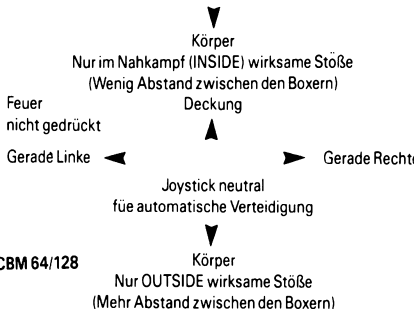 Körper
Nur im Nahkampf (INSIDE) wirksame Stöße
(Wenig Abstand zwischen den Boxern)
Feuer Deckung
nicht gedrückt
Gerade Linke Gerade Rechte
Joystick neutral
füe automatische Verteidigung
CBM 64/128 Körper
Nur OUTSIDE wirksame Stöße
(Mehr Abstand zwischen den Boxern)